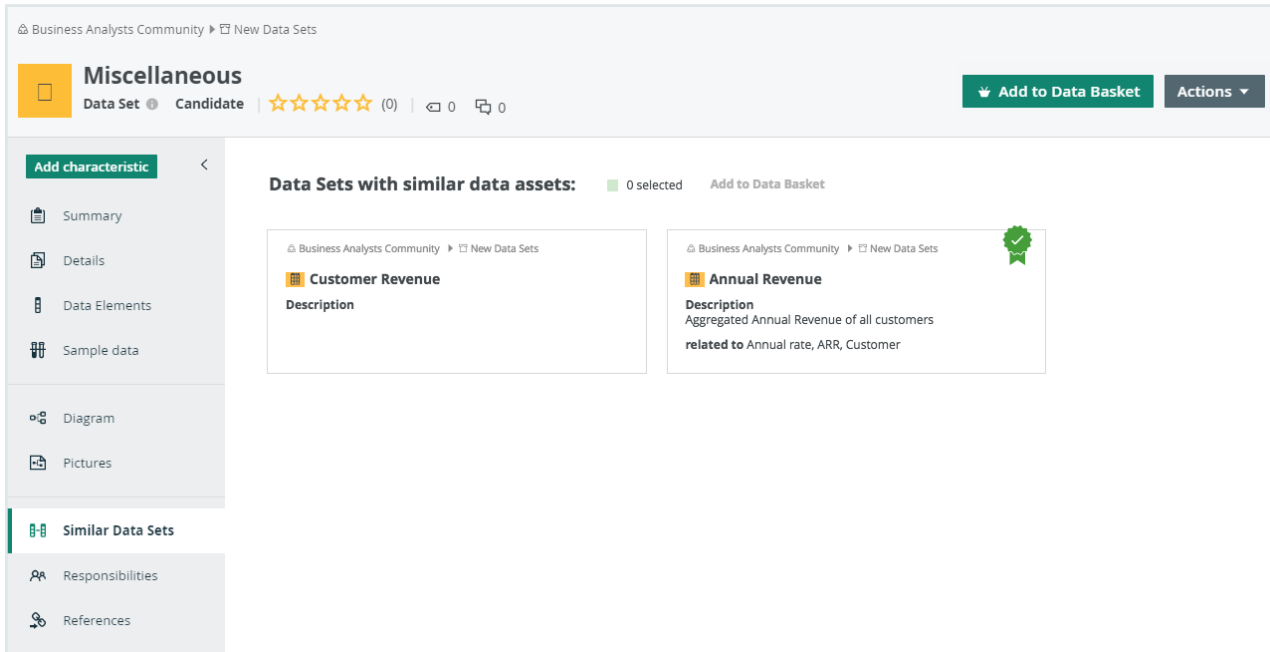 Business Analysts Community New Data Sets
Miscellaneous
Data Set Candidate (0) 0 0
Add to Data Basket
Actions
Add characteristic
Summary
Details
Data Elements
Sample data
Diagram
Pictures
Similar Data Sets
Responsibilities
References
Data Sets with similar data assets: 0 selected Add to Data Basket
Business Analysts Community New Data Sets
Customer Revenue
Description
Business Analysts Community New Data Sets
Annual Revenue
Description
Aggregated Annual Revenue of all customers
related to Annual rate, ARR, Customer